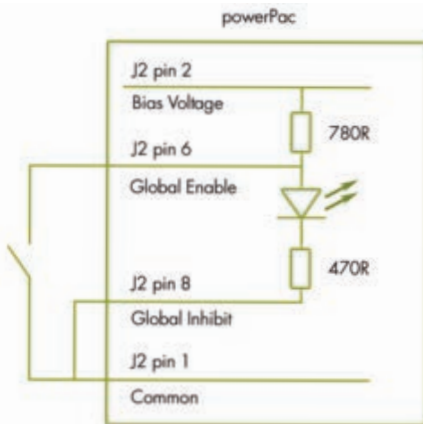 powerPac
J2 pin 2
Bias Voltage
780R
J2 pin 6
Global Enable
470R
J2 pin 8
Global Inhibit
J2 pin 1
Common